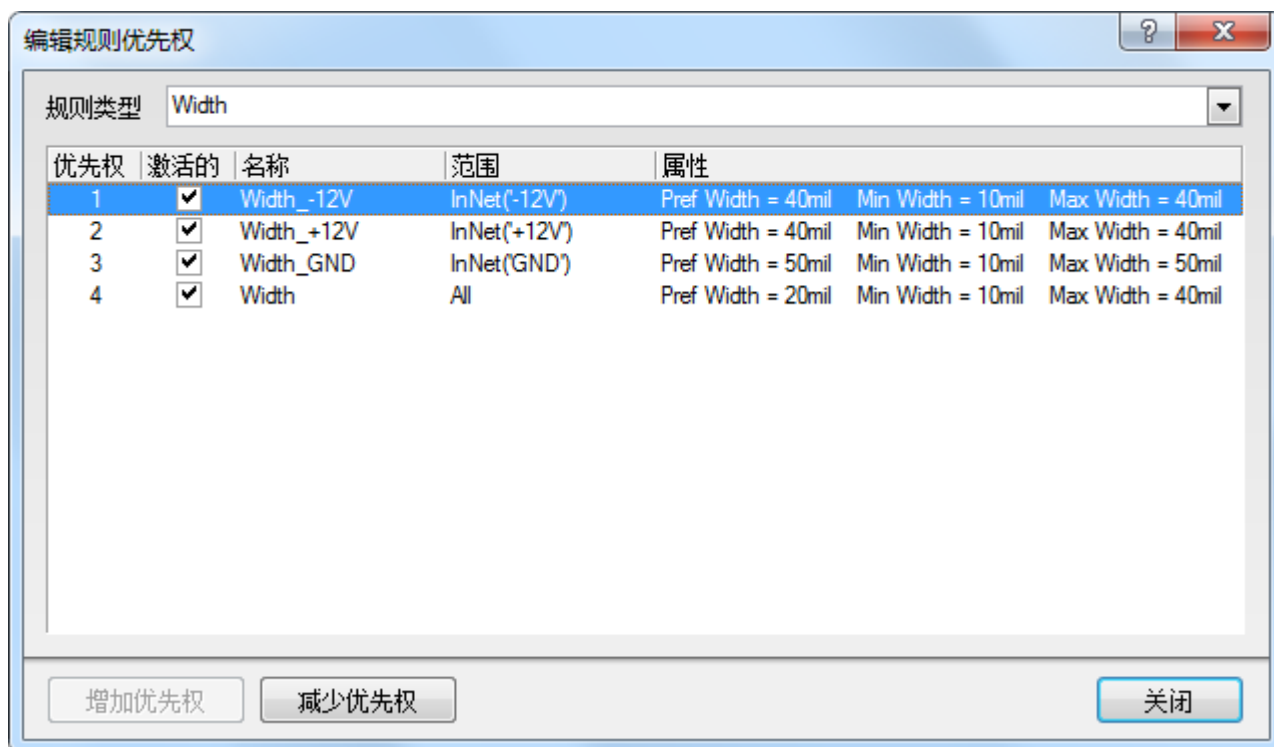 编辑规则优先权
规则类型 Width
优先权 激活的 名称 范围 属性
1 Width_-12V InNet('-12V') Pref Width = 40mil Min Width = 10mil Max Width = 40mil
2 Width_+12V InNet('+12V') Pref Width = 40mil Min Width = 10mil Max Width = 40mil
3 Width_GND InNet('GND') Pref Width = 50mil Min Width = 10mil Max Width = 50mil
4 Width All Pref Width = 20mil Min Width = 10mil Max Width = 40mil
增加优先权 减少优先权 关闭